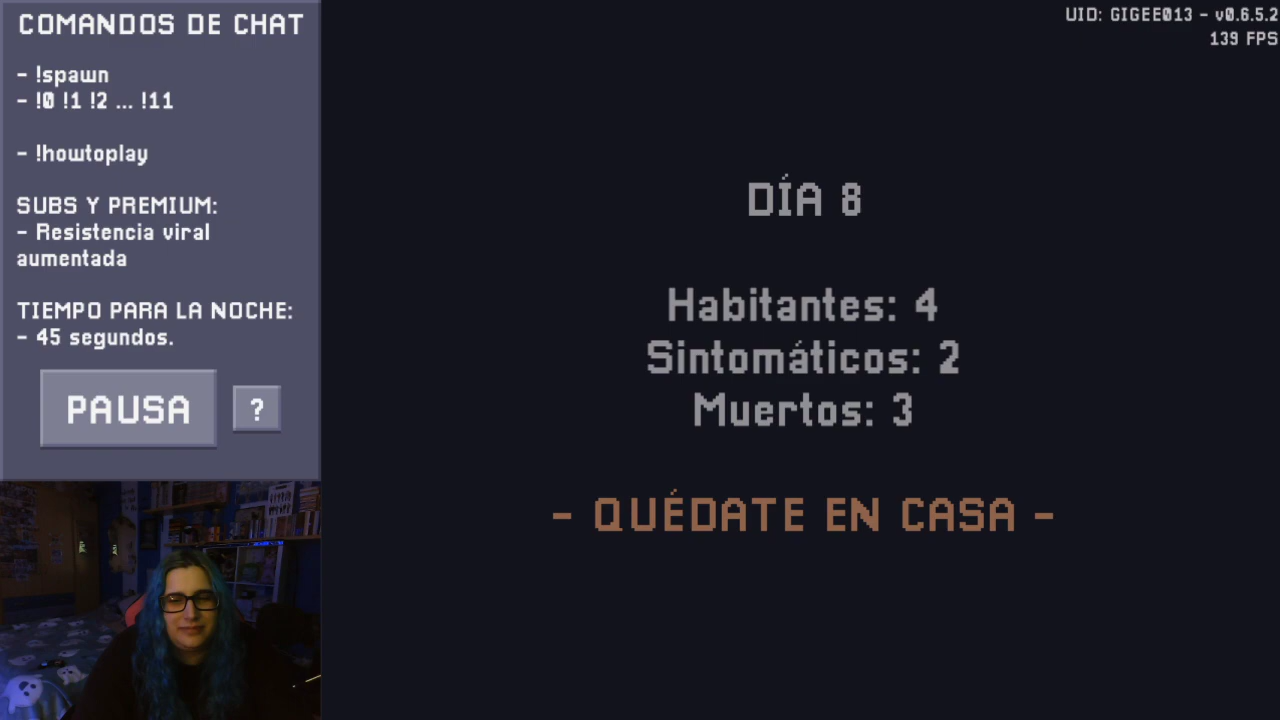 COMANDOS DE CHAT
- !spawn
- !0 !1 !2 ... !11
- !howtoplay
SUBS Y PREMIUM:
- Resistencia viral
aumentada
TIEMPO PARA LA NOCHE:
- 45 segundos.
PAUSA
?
UID: GIGEE013 - v0.6.5.2
139 FPS
DÍA 8
Habitantes: 4
Sintomáticos: 2
Muertos: 3
- QUÉDATE EN CASA -